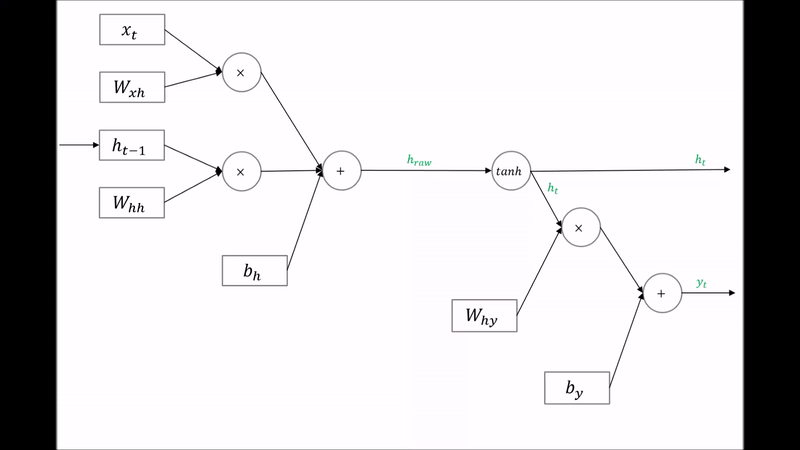 x_t
W_xh
×
h_{t−1}
W_hh
×
+
b_h
h_raw
tanh
h_t
h_t
×
W_hy
+
y_t
b_y